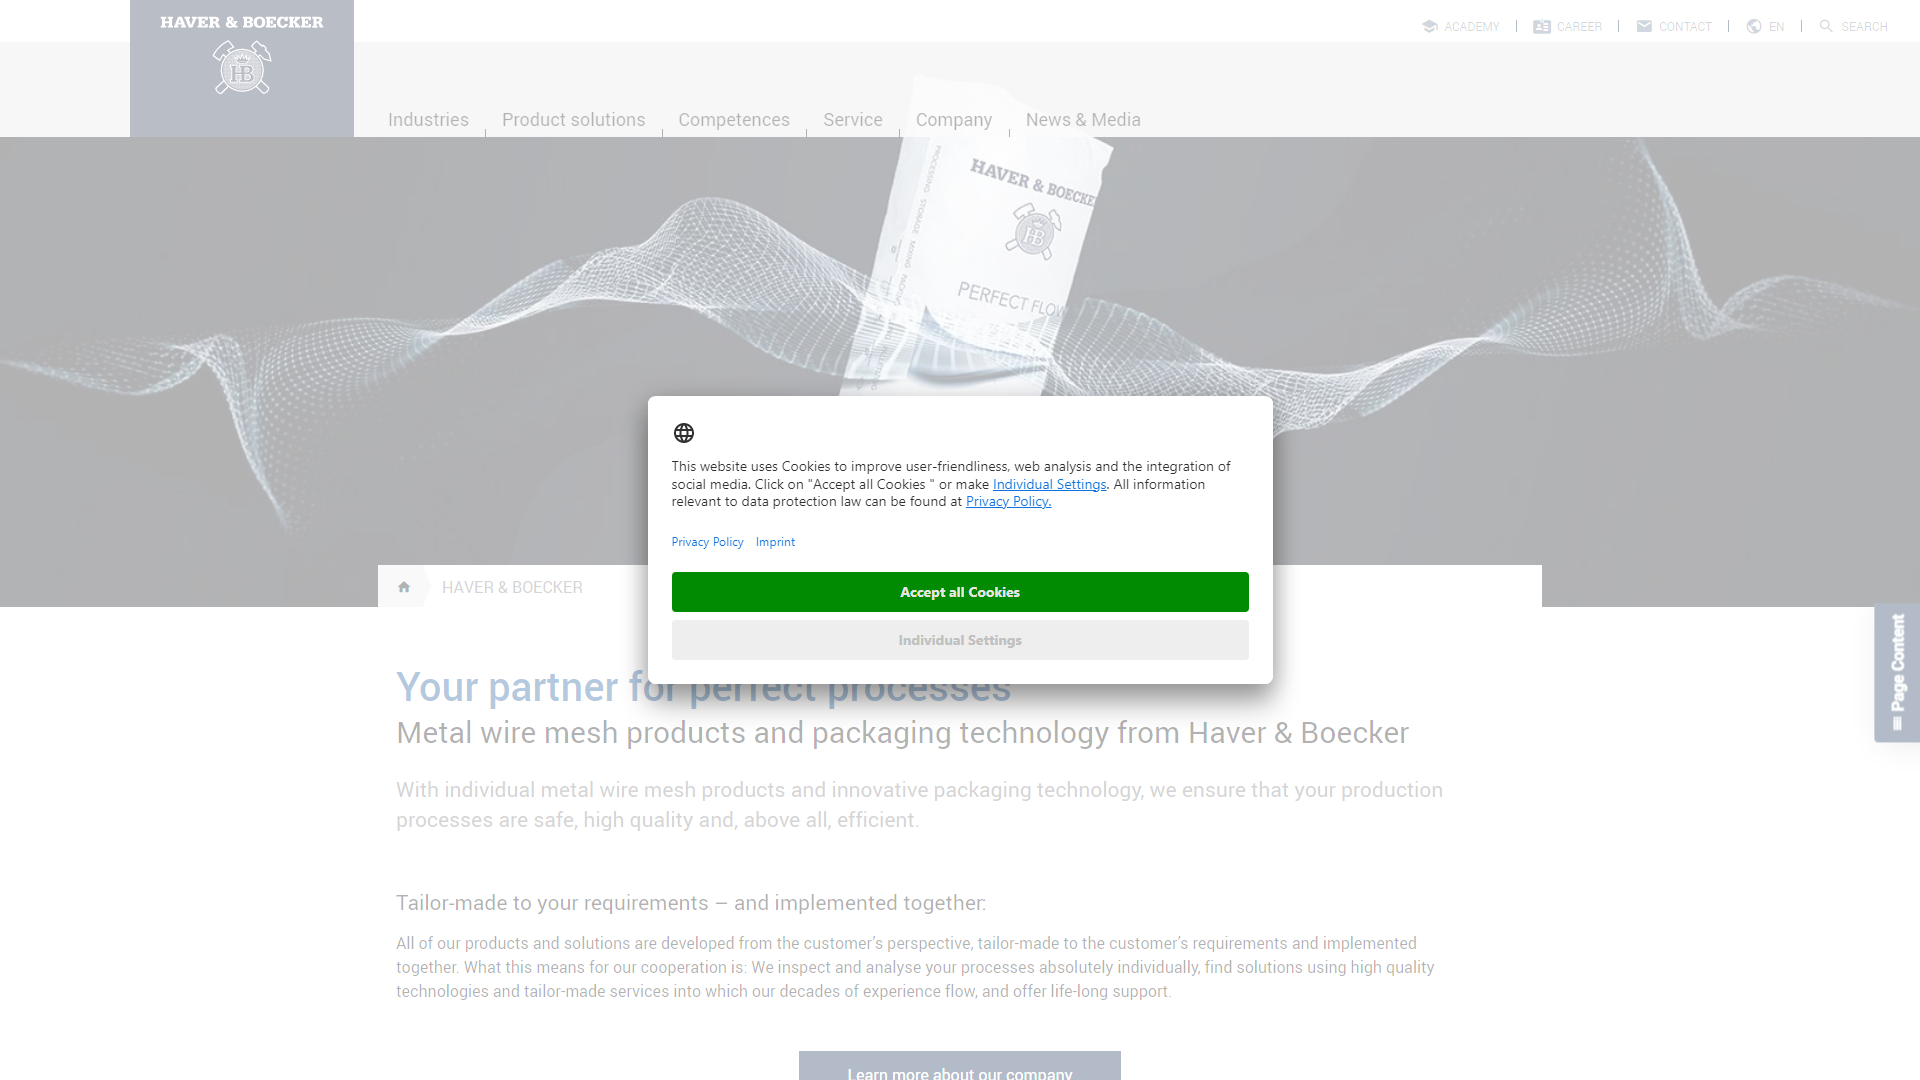 HAVER & BOECKER
HB
ACADEMY
CAREER
CONTACT
EN
SEARCH
Industries
Product solutions
Competences
Service
Company
News & Media
HAVER & BOECKER
HB
PERFECT FLOW
PROCESSING STORAGE MIXING
This website uses Cookies to improve user-friendliness, web analysis and the integration of
social media. Click on "Accept all Cookies " or make Individual Settings. All information
relevant to data protection law can be found at Privacy Policy.
Privacy Policy
Imprint
Accept all Cookies
Individual Settings
HAVER & BOECKER
Page Content
Your partner for perfect processes
Metal wire mesh products and packaging technology from Haver & Boecker
With individual metal wire mesh products and innovative packaging technology, we ensure that your production
processes are safe, high quality and, above all, efficient.
Tailor-made to your requirements – and implemented together:
All of our products and solutions are developed from the customer’s perspective, tailor-made to the customer’s requirements and implemented
together. What this means for our cooperation is: We inspect and analyse your processes absolutely individually, find solutions using high quality
technologies and tailor-made services into which our decades of experience flow, and offer life-long support.
Learn more about our company